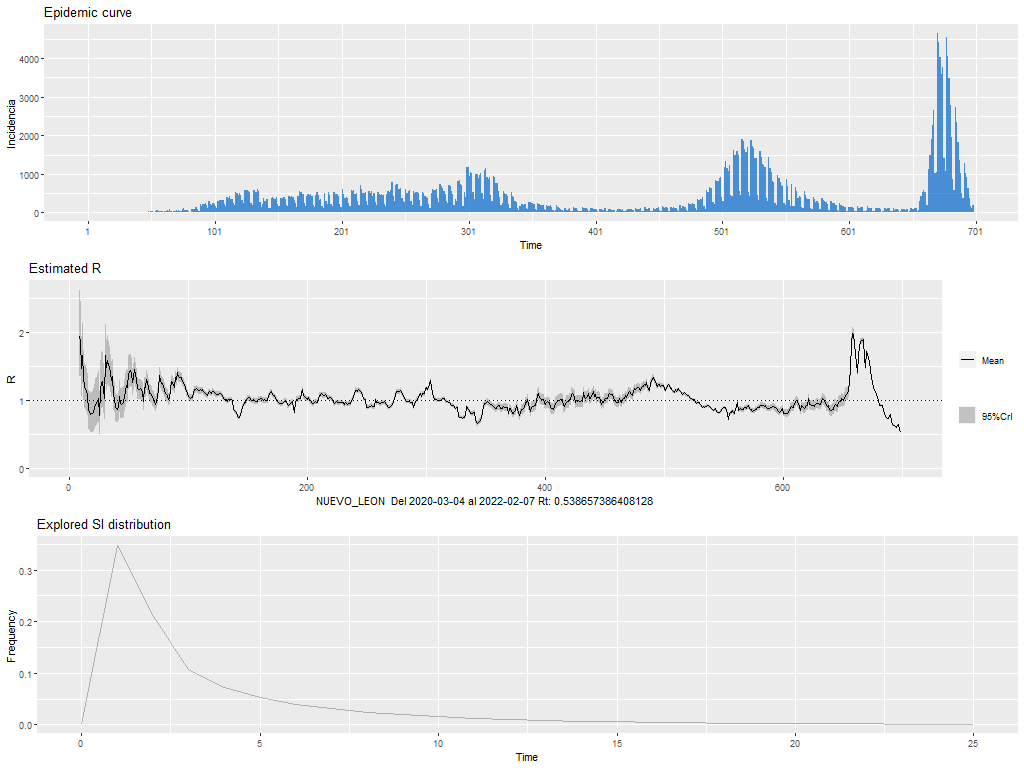 Epidemic curve
4000
3000
2000
1000
0
Incidencia
1 101 201 301 401 501 601 701
Time
Estimated R
2
1
0
R
0 200 400 600
NUEVO_LEON Del 2020-03-04 al 2022-02-07 Rt: 0.538657386408128
Mean
95%CrI
Explored SI distribution
0.3
0.2
0.1
0.0
Frequency
0 5 10 15 20 25
Time